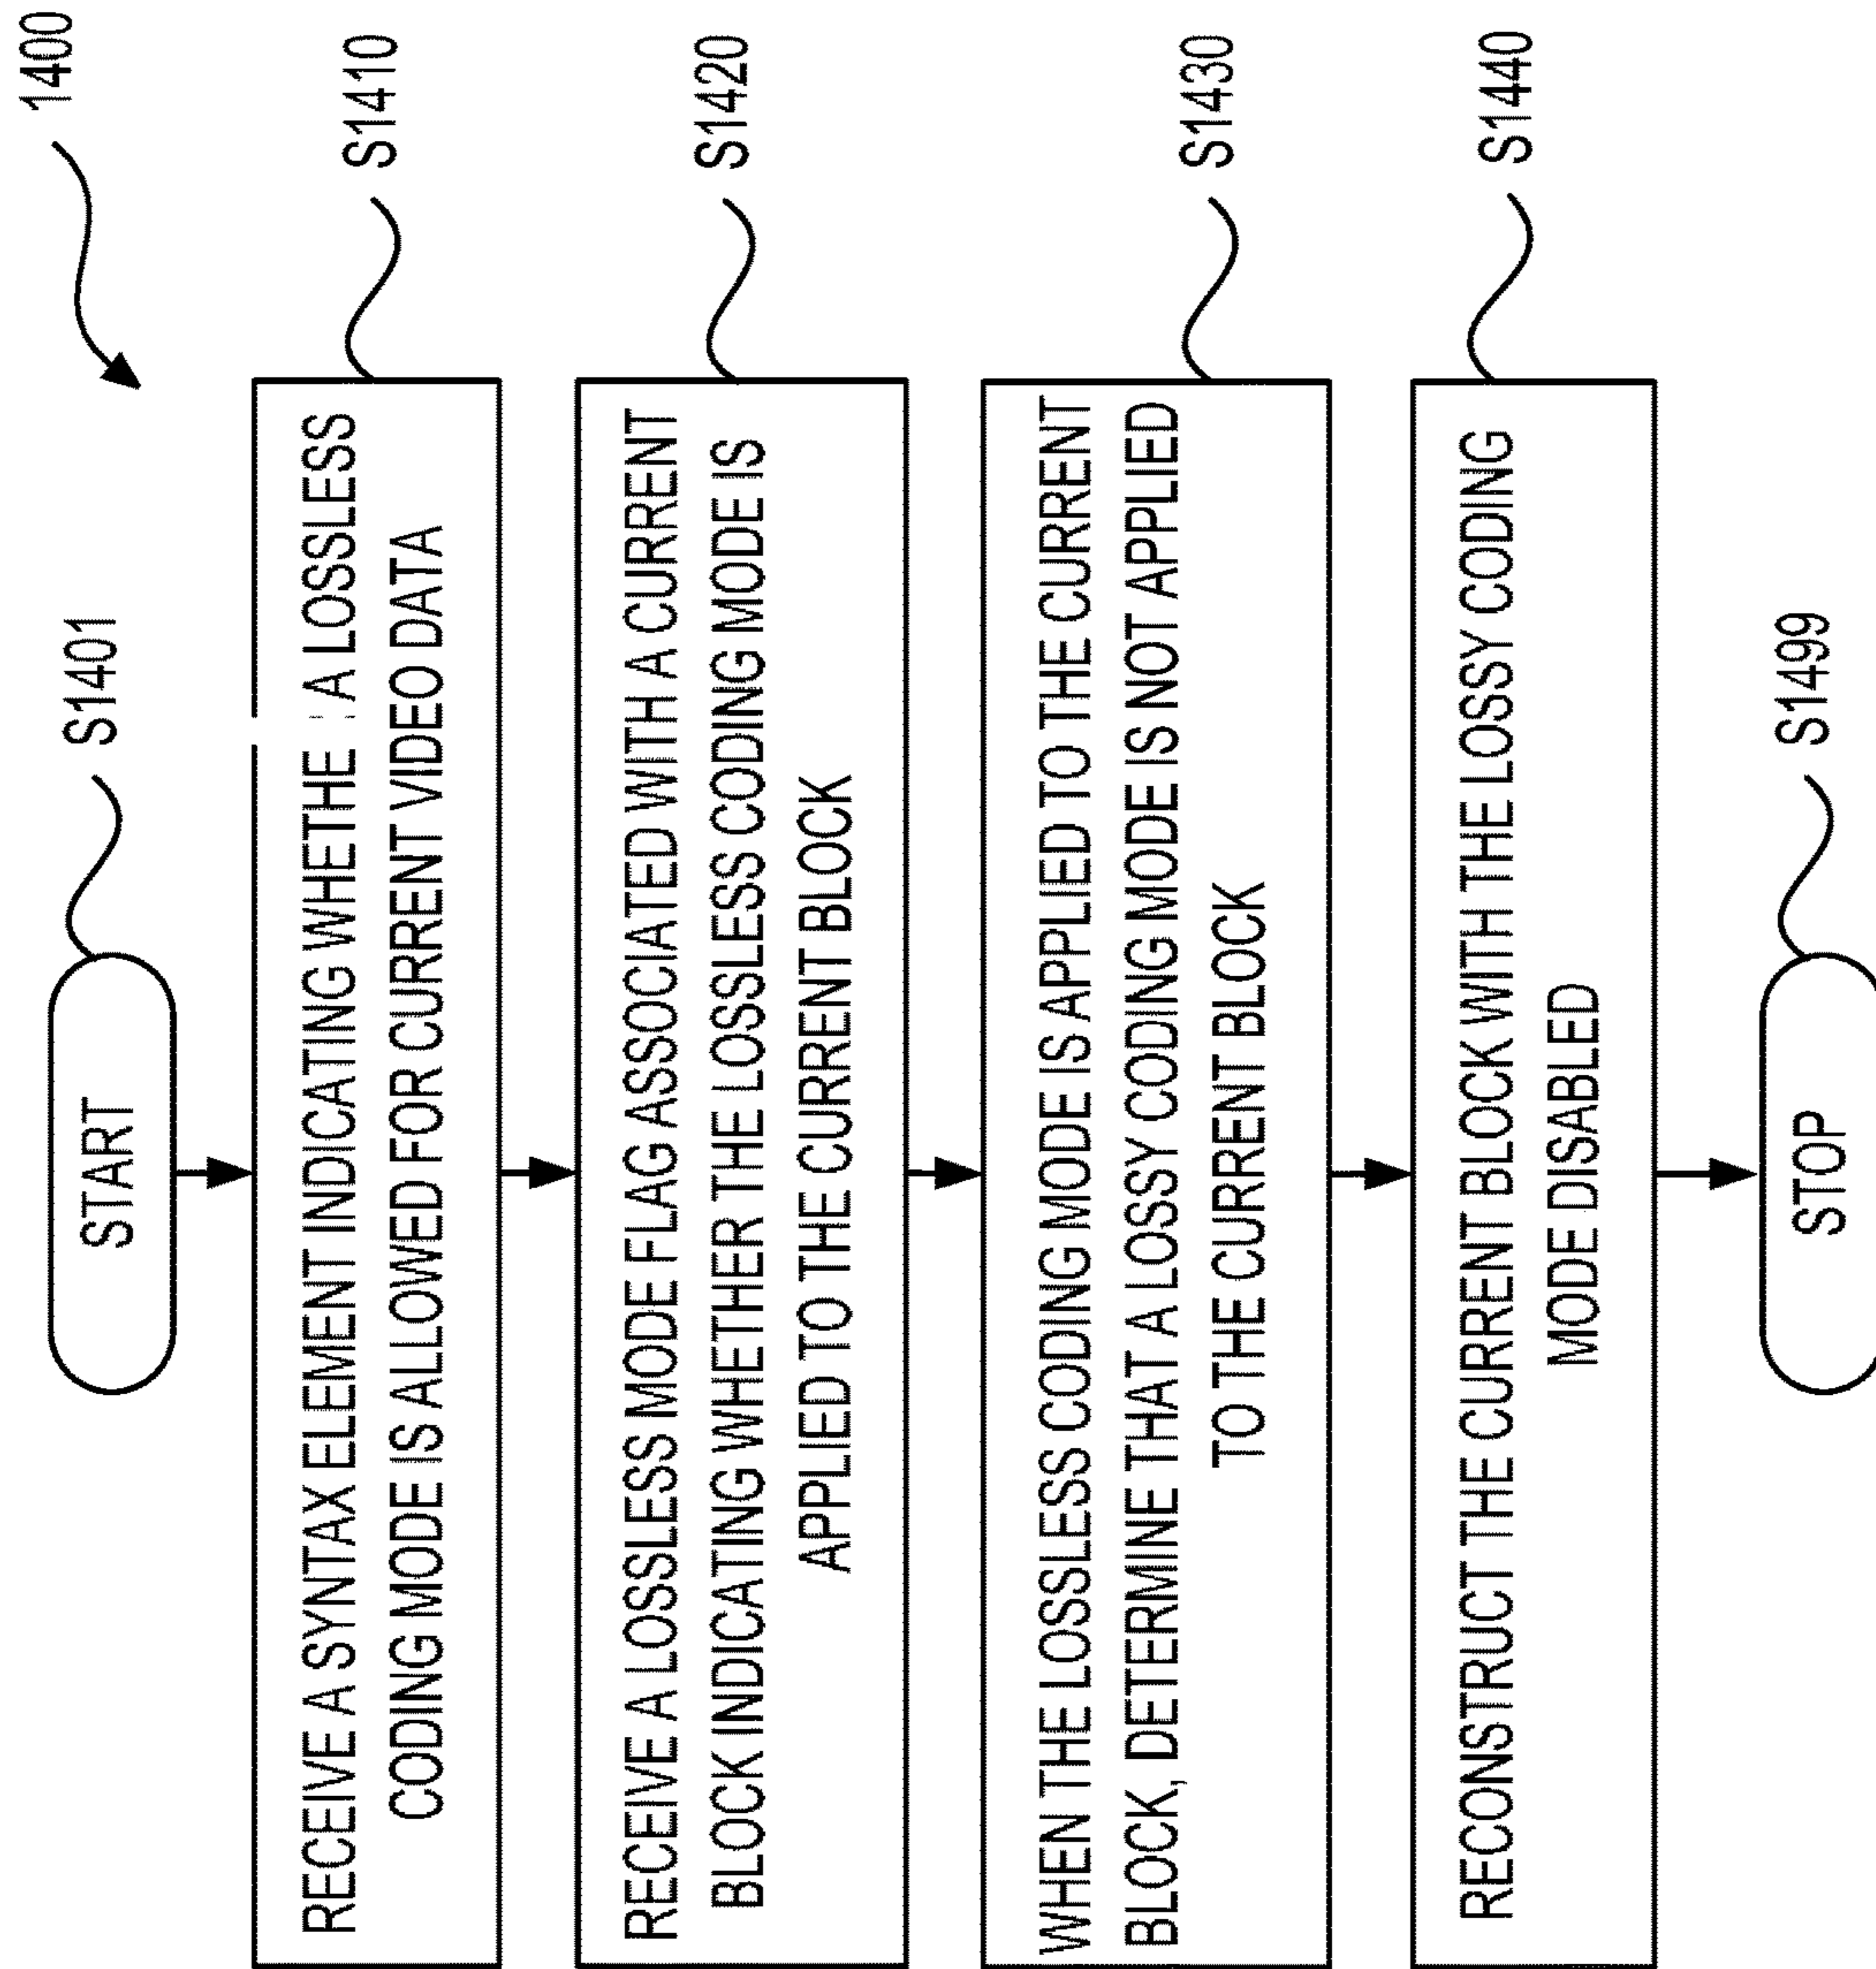 1400
START
S1401
RECEIVE A SYNTAX ELEMENT INDICATING WHETHE A LOSSLESS
CODING MODE IS ALLOWED FOR CURRENT VIDEO DATA
S1410
RECEIVE A LOSSLESS MODE FLAG ASSOCIATED WITH A CURRENT
BLOCK INDICATING WHETHER THE LOSSLESS CODING MODE IS
APPLIED TO THE CURRENT BLOCK
S1420
WHEN THE LOSSLESS CODING MODE IS APPLIED TO THE CURRENT
BLOCK, DETERMINE THAT A LOSSY CODING MODE IS NOT APPLIED
TO THE CURRENT BLOCK
S1430
RECONSTRUCT THE CURRENT BLOCK WITH THE LOSSY CODING
MODE DISABLED
S1440
STOP
S1499